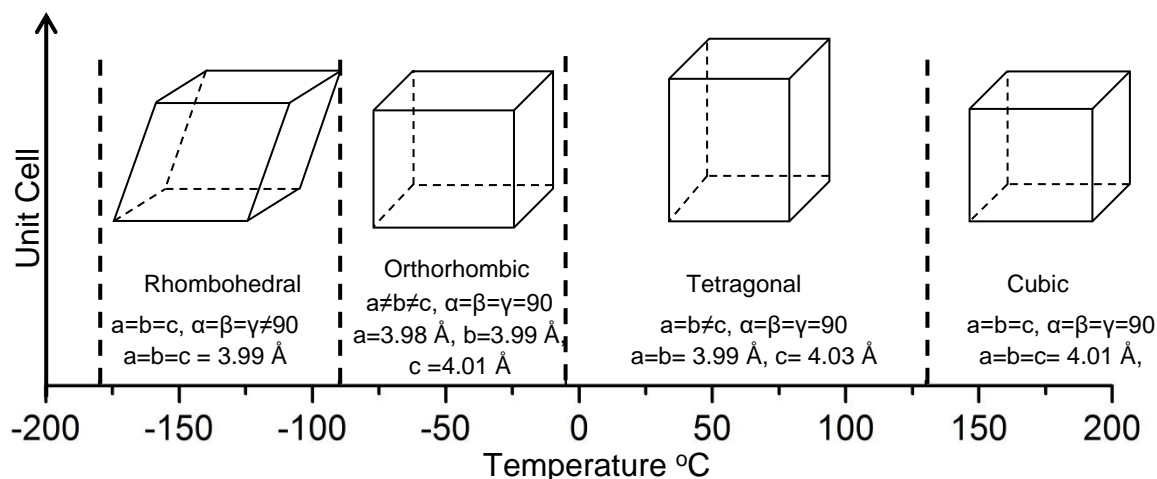 Unit Cell
Rhombohedral
a=b=c, α=β=γ≠90
a=b=c = 3.99 Å
Orthorhombic
a≠b≠c, α=β=γ=90
a=3.98 Å, b=3.99 Å,
c =4.01 Å
Tetragonal
a=b≠c, α=β=γ=90
a=b= 3.99 Å, c= 4.03 Å
Cubic
a=b=c, α=β=γ=90
a=b=c= 4.01 Å,
-200 -150 -100 -50 0 50 100 150 200
Temperature ºC